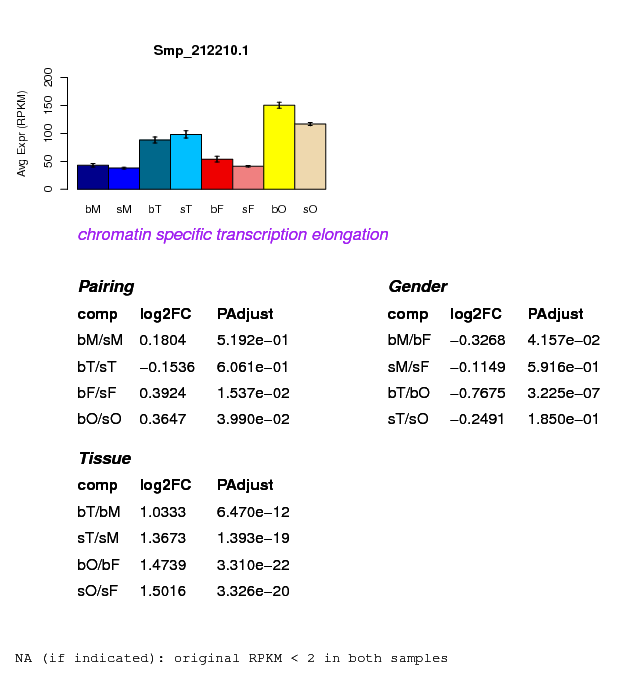 Smp_212210.1
Avg Expr (RPKM)
0 50 100 150 200
bM sM bT sT bF sF bO sO
chromatin specific transcription elongation
Pairing
comp log2FC PAdjust
bM/sM 0.1804 5.192e−01
bT/sT −0.1536 6.061e−01
bF/sF 0.3924 1.537e−02
bO/sO 0.3647 3.990e−02
Gender
comp log2FC PAdjust
bM/bF −0.3268 4.157e−02
sM/sF −0.1149 5.916e−01
bT/bO −0.7675 3.225e−07
sT/sO −0.2491 1.850e−01
Tissue
comp log2FC PAdjust
bT/bM 1.0333 6.470e−12
sT/sM 1.3673 1.393e−19
bO/bF 1.4739 3.310e−22
sO/sF 1.5016 3.326e−20
NA (if indicated): original RPKM < 2 in both samples